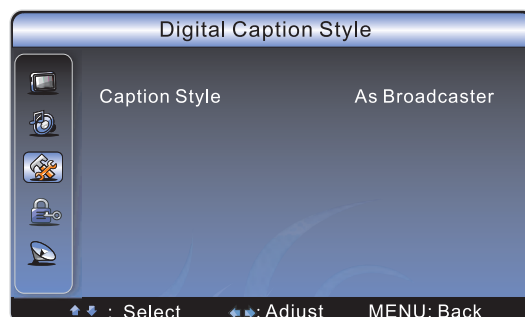 Digital Caption Style
Caption Style As Broadcaster
: Select : Adjust MENU: Back